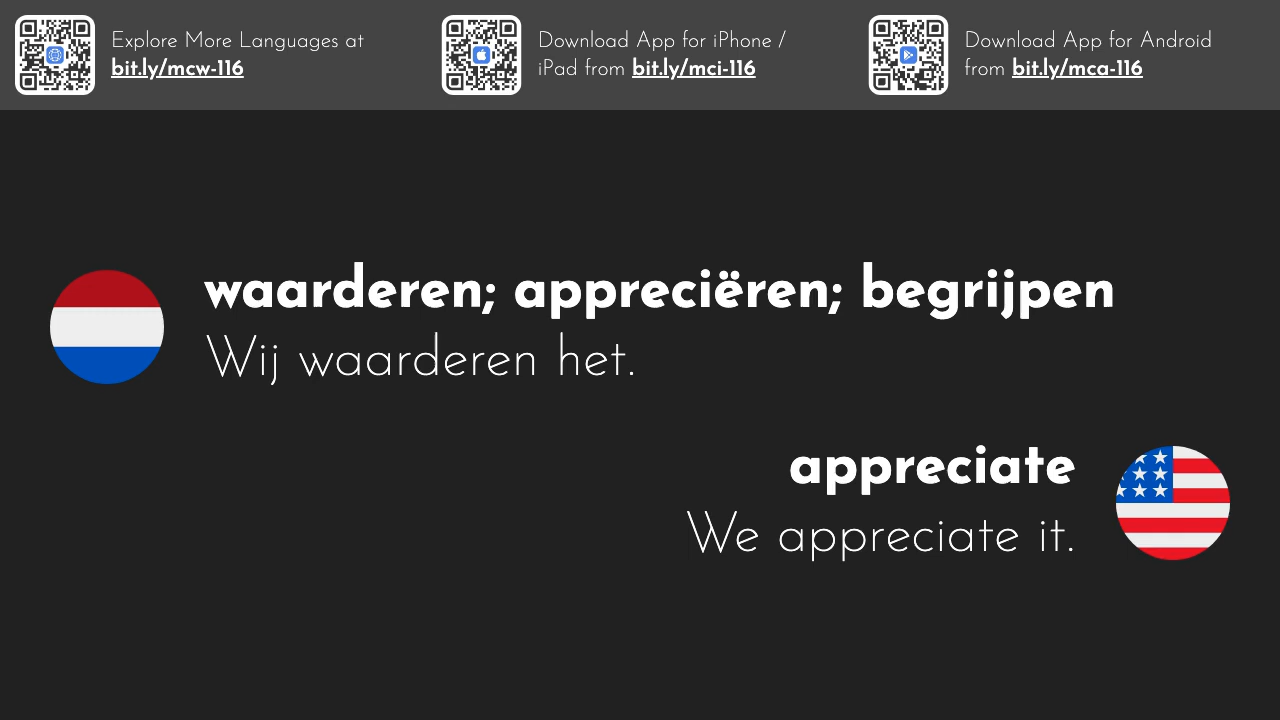 Explore More Languages at
bit.ly/mcw-116
Download App for iPhone /
iPad from bit.ly/mci-116
Download App for Android
from bit.ly/mca-116
waarderen; appreciëren; begrijpen
Wij waarderen het.
appreciate
We appreciate it.